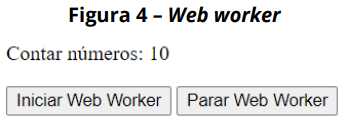 Figura 4 – Web worker
Contar números: 10
Iniciar Web Worker Parar Web Worker